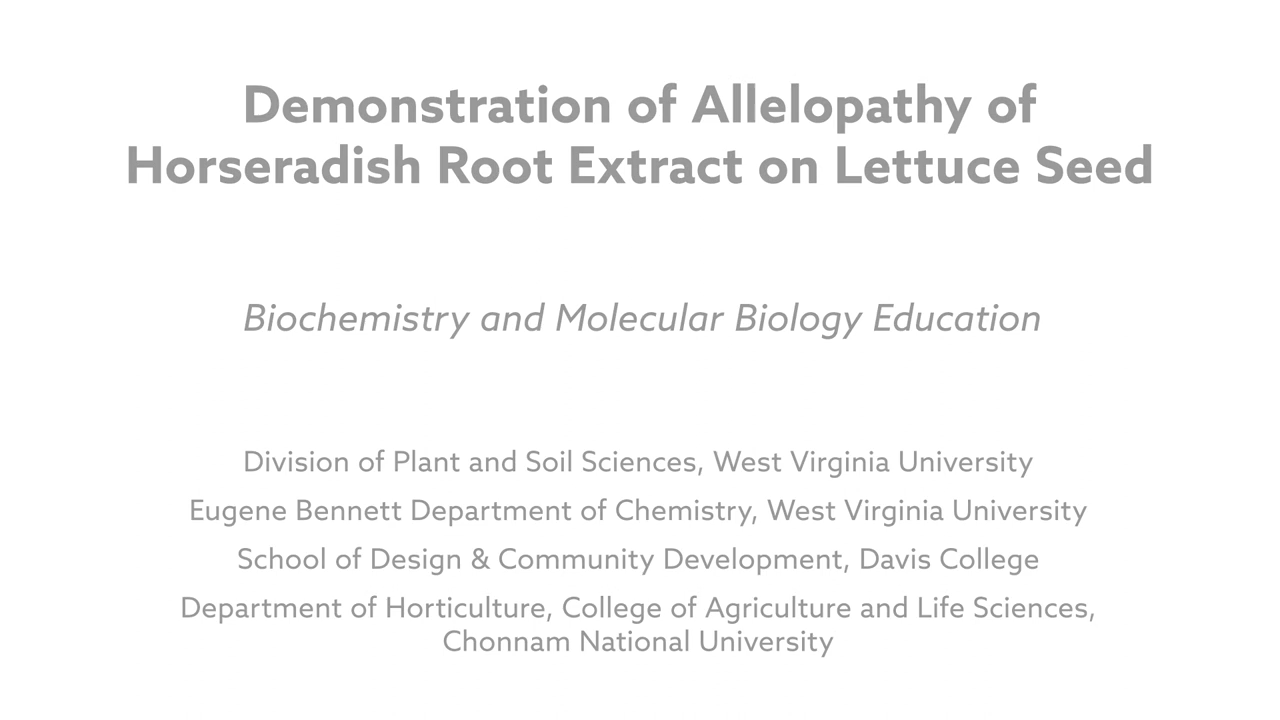 Demonstration of Allelopathy of
Horseradish Root Extract on Lettuce Seed
Biochemistry and Molecular Biology Education
Division of Plant and Soil Sciences, West Virginia University
Eugene Bennett Department of Chemistry, West Virginia University
School of Design & Community Development, Davis College
Department of Horticulture, College of Agriculture and Life Sciences,
Chonnam National University